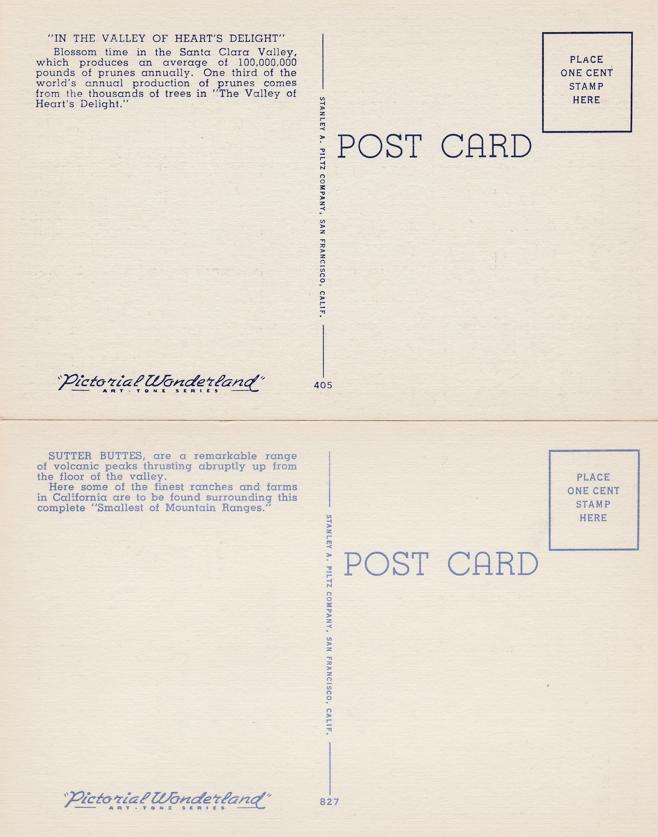 "IN THE VALLEY OF HEART'S DELIGHT"
Blossom time in the Santa Clara Valley,
which produces an average of 100,000,000
pounds of prunes annually. One third of the
world's annual production of prunes comes
from the thousands of trees in "The Valley of
Heart's Delight."
"Pictorial Wonderland"
ART-TONE SERIES
STANLEY A. PILTZ COMPANY, SAN FRANCISCO, CALIF.
405
POST CARD
PLACE
ONE CENT
STAMP
HERE
SUTTER BUTTES, are a remarkable range
of volcanic peaks thrusting abruptly up from
the floor of the valley.
Here some of the finest ranches and farms
in California are to be found surrounding this
complete "Smallest of Mountain Ranges."
"Pictorial Wonderland"
ART-TONE SERIES
STANLEY A. PILTZ COMPANY, SAN FRANCISCO, CALIF.
827
POST CARD
PLACE
ONE CENT
STAMP
HERE